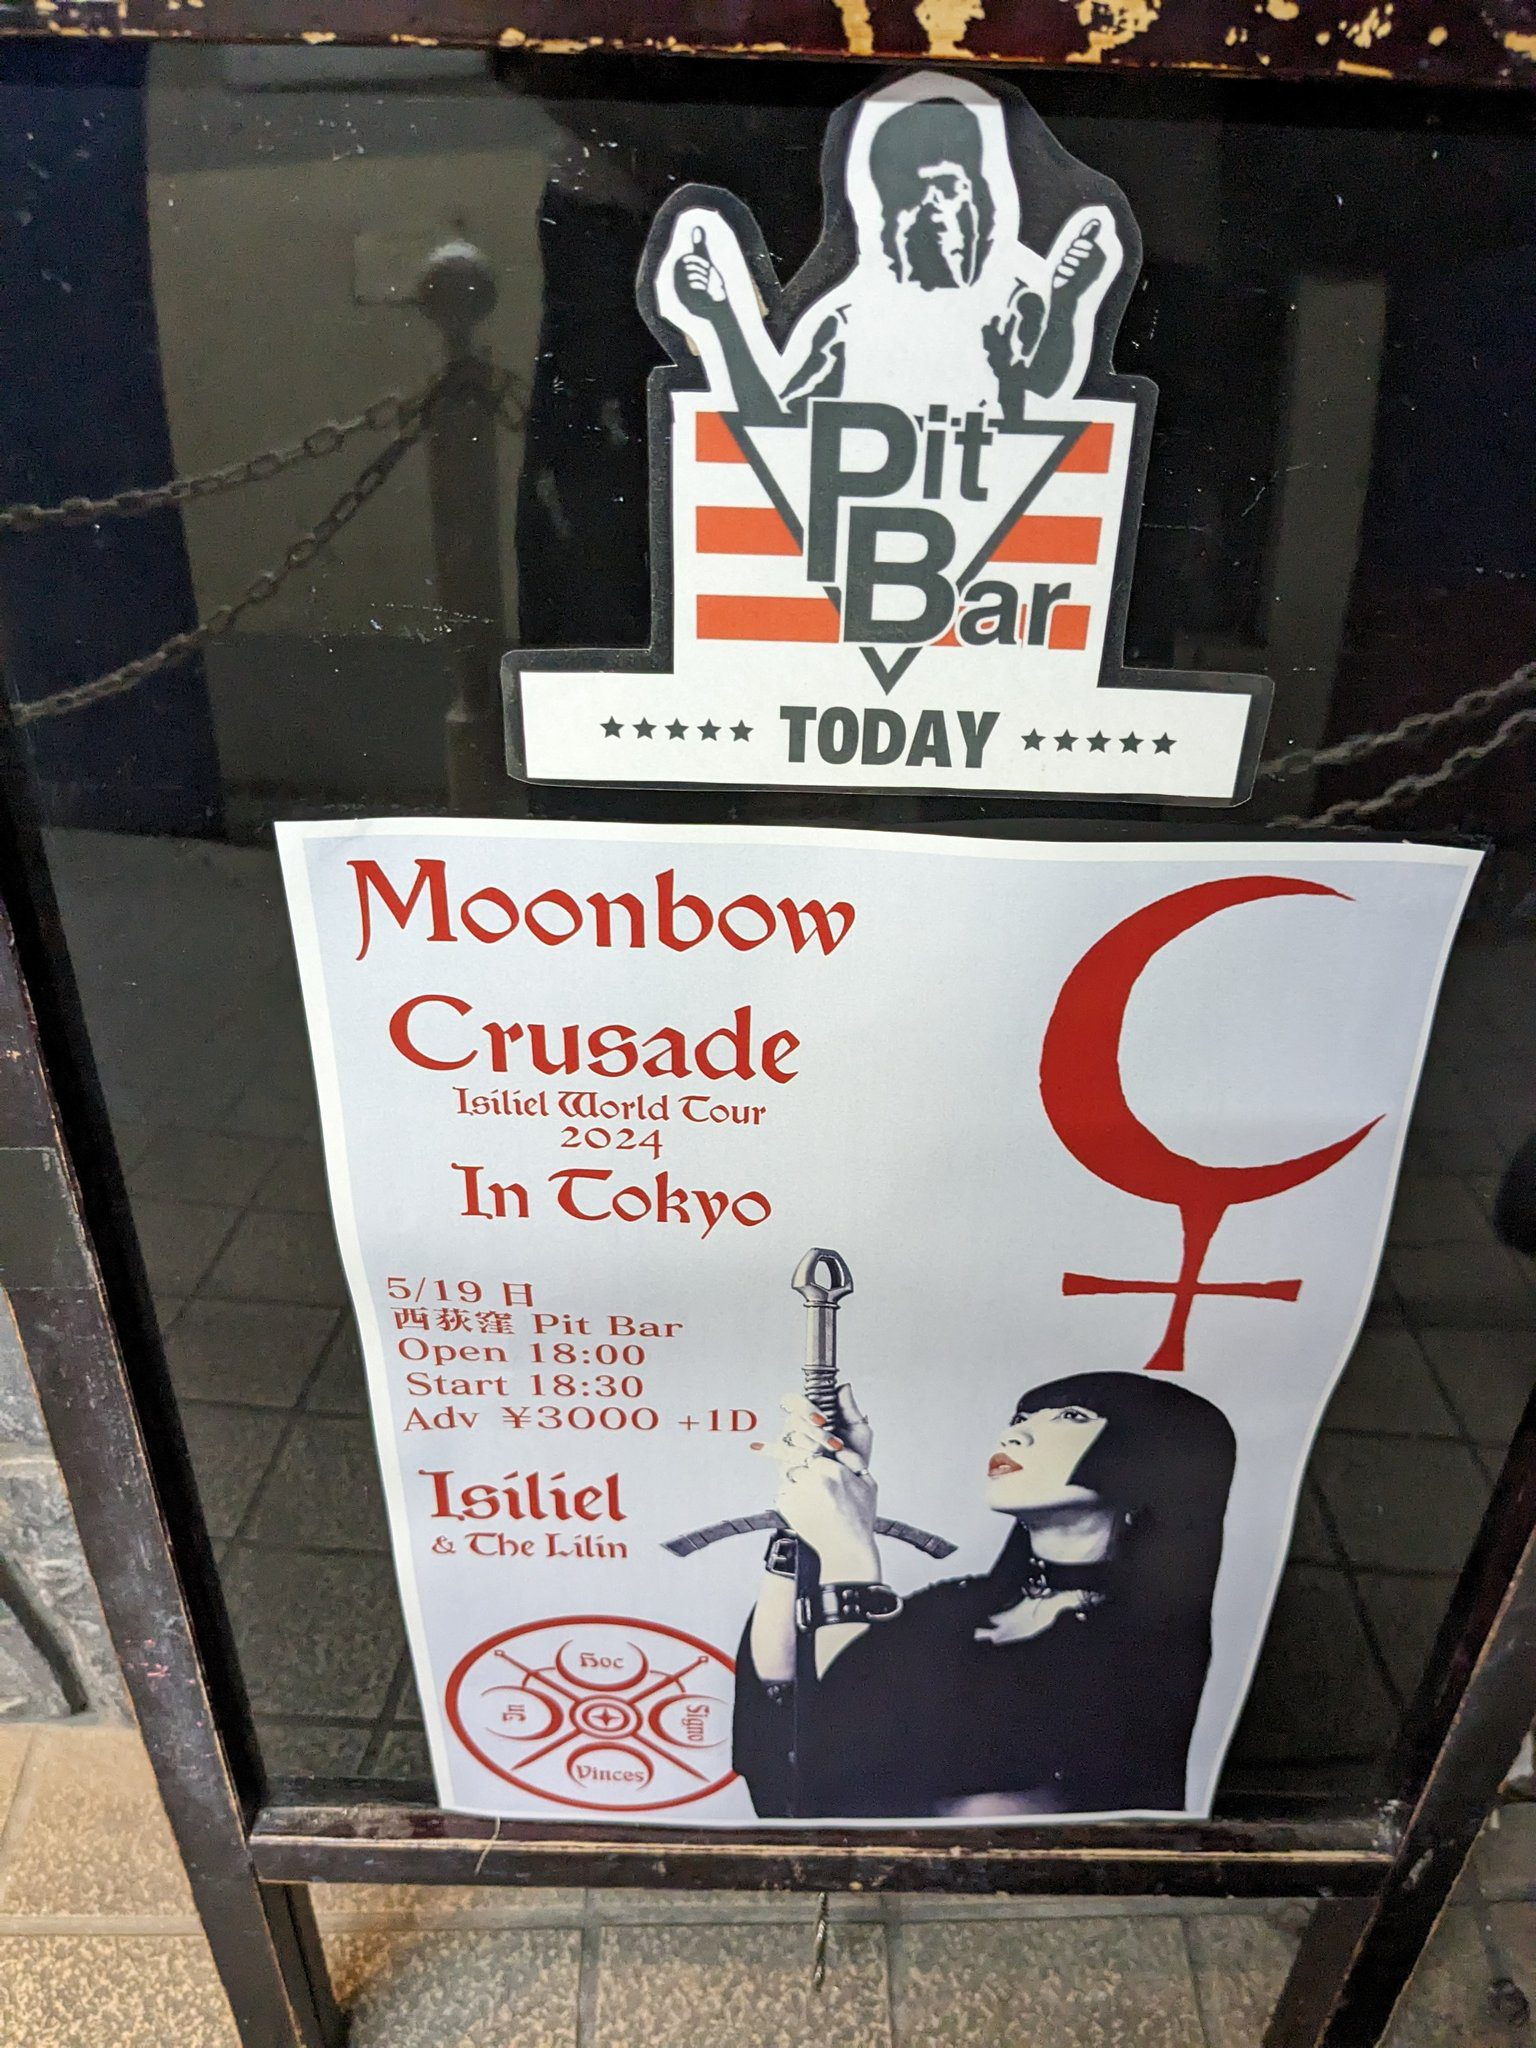 Pit
Bar
★★★★★ TODAY ★★★★★
Moonbow
Crusade
Isiliel World Tour
2024
In Tokyo
5/19 日
西荻窪 Pit Bar
Open 18:00
Start 18:30
Adv ¥3000 +1D
Isiliel
& The Lilin
Hoc
In
Signo
Vinces